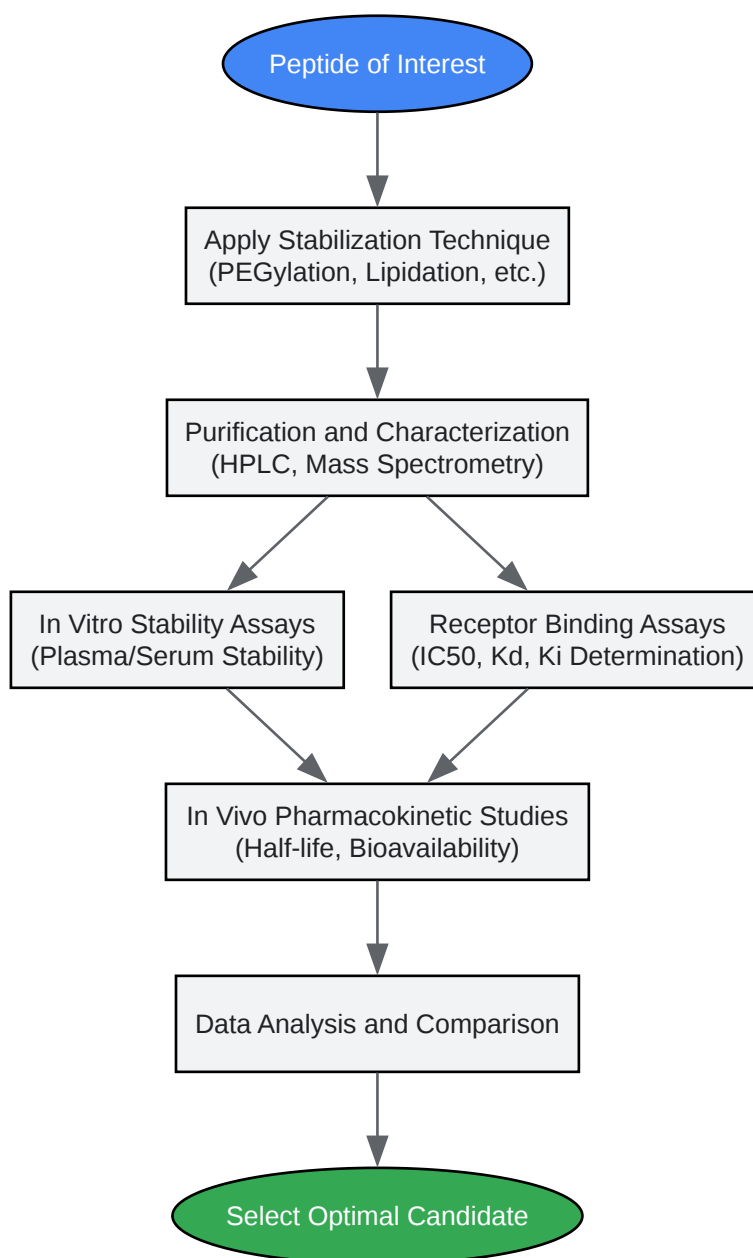 Peptide of Interest
Apply Stabilization Technique
(PEGylation, Lipidation, etc.)
Purification and Characterization
(HPLC, Mass Spectrometry)
In Vitro Stability Assays
(Plasma/Serum Stability)
Receptor Binding Assays
(IC50, Kd, Ki Determination)
In Vivo Pharmacokinetic Studies
(Half-life, Bioavailability)
Data Analysis and Comparison
Select Optimal Candidate